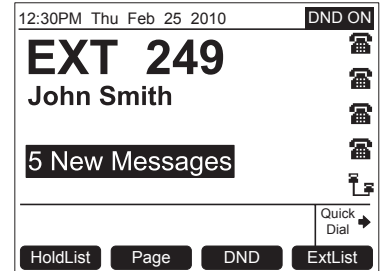 12:30PM Thu Feb 25 2010 DND ON
EXT 249
John Smith
5 New Messages
Quick
Dial
HoldList Page DND ExtList